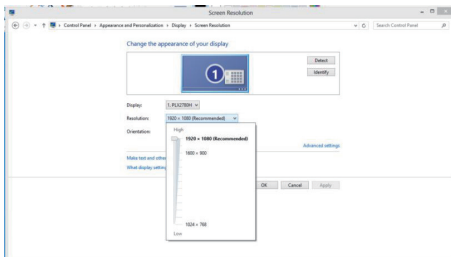 Screen Resolution
Control Panel › Appearance and Personalization › Display › Screen Resolution
Search Control Panel
Change the appearance of your display
1
Detect
Identify
Display: 1. PLX2780H
Resolution: 1920 × 1080 (Recommended)
Orientation:
High
1920 × 1080 (Recommended)
1600 × 900
Advanced settings
Make text and other
What display setting
OK Cancel Apply
1024 × 768
Low